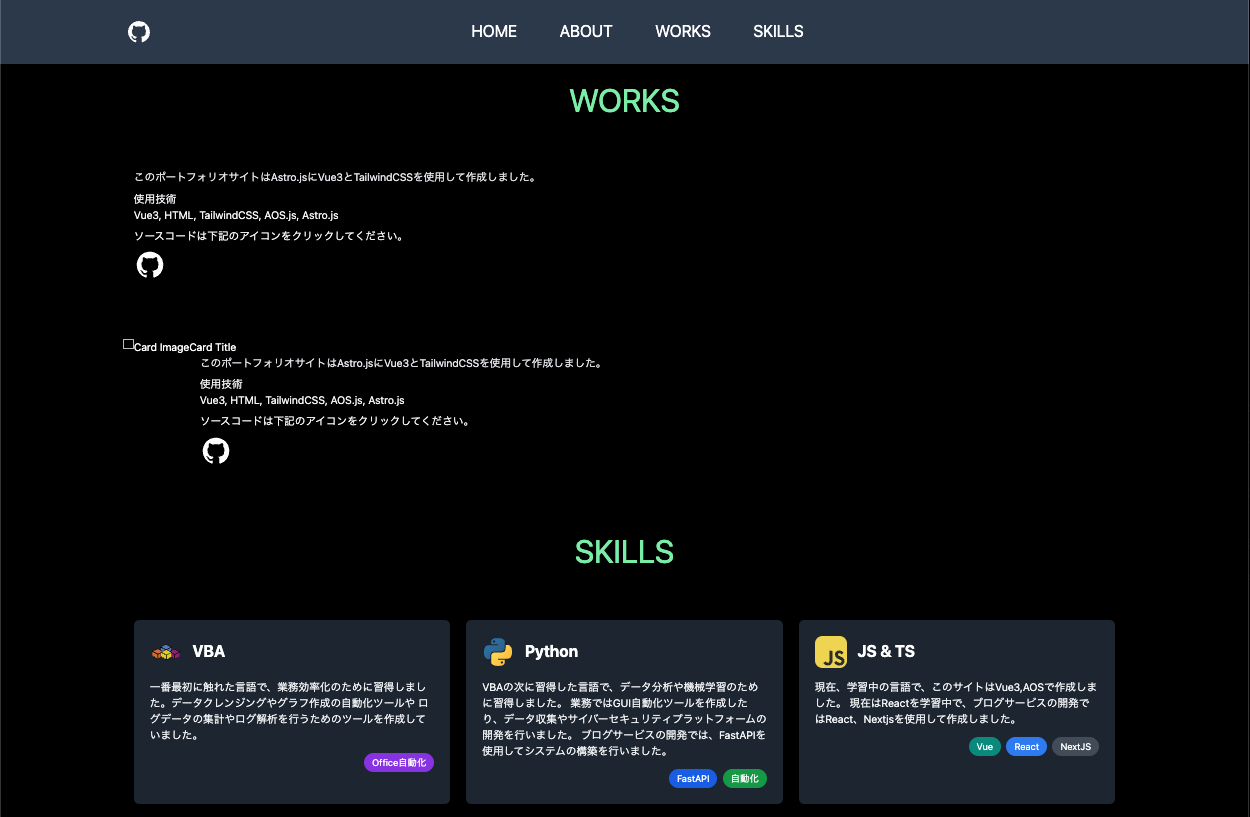 HOME ABOUT WORKS SKILLS
WORKS
このポートフォリオサイトはAstro.jsにVue3とTailwindCSSを使用して作成しました。
使用技術
Vue3, HTML, TailwindCSS, AOS.js, Astro.js
ソースコードは下記のアイコンをクリックしてください。
Card ImageCard Title
このポートフォリオサイトはAstro.jsにVue3とTailwindCSSを使用して作成しました。
使用技術
Vue3, HTML, TailwindCSS, AOS.js, Astro.js
ソースコードは下記のアイコンをクリックしてください。
SKILLS
VBA
一番最初に触れた言語で、業務効率化のために習得しまし
た。データクレンジングやグラフ作成の自動化ツールや ロ
グデータの集計やログ解析を行うためのツールを作成して
いました。
Office自動化
Python
VBAの次に習得した言語で、データ分析や機械学習のため
に習得しました。 業務ではGUI自動化ツールを作成した
り、データ収集やサイバーセキュリティプラットフォームの
開発を行いました。 ブログサービスの開発では、FastAPIを
使用してシステムの構築を行いました。
FastAPI 自動化
JS
JS & TS
現在、学習中の言語で、このサイトはVue3,AOSで作成しま
した。 現在はReactを学習中で、ブログサービスの開発で
はReact、Nextjsを使用して作成しました。
Vue React NextJS